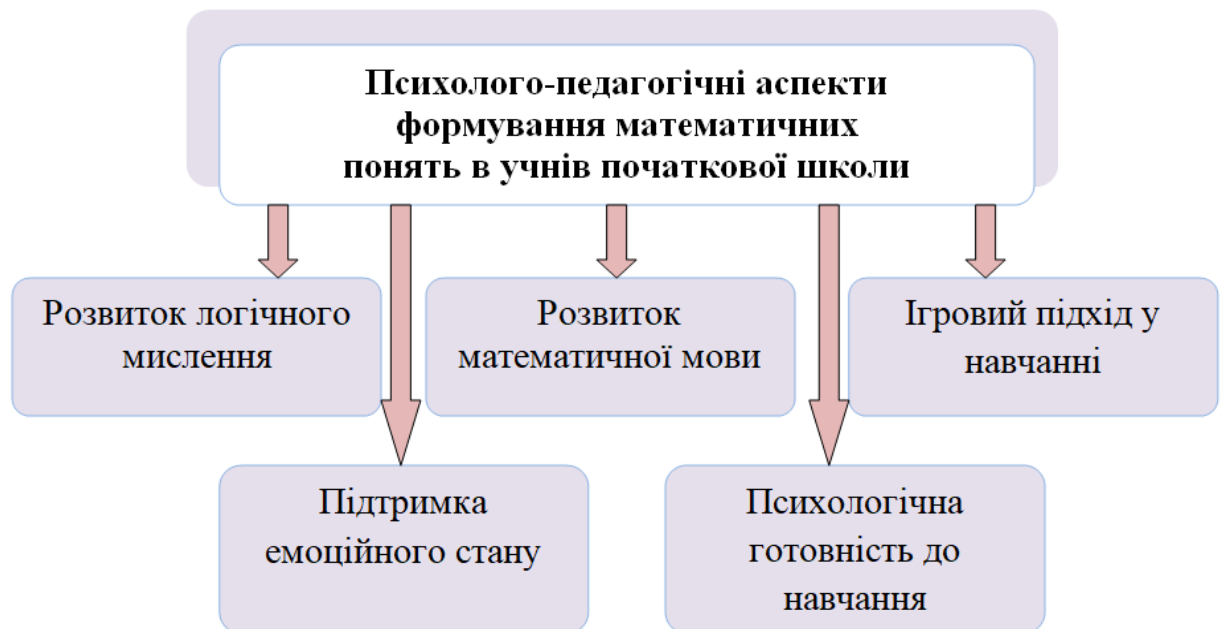 Психолого-педагогічні аспекти
формування математичних
понять в учнів початкової школи
Розвиток логічного
мислення
Розвиток
математичної мови
Ігровий підхід у
навчанні
Підтримка
емоційного стану
Психологічна
готовність до
навчання